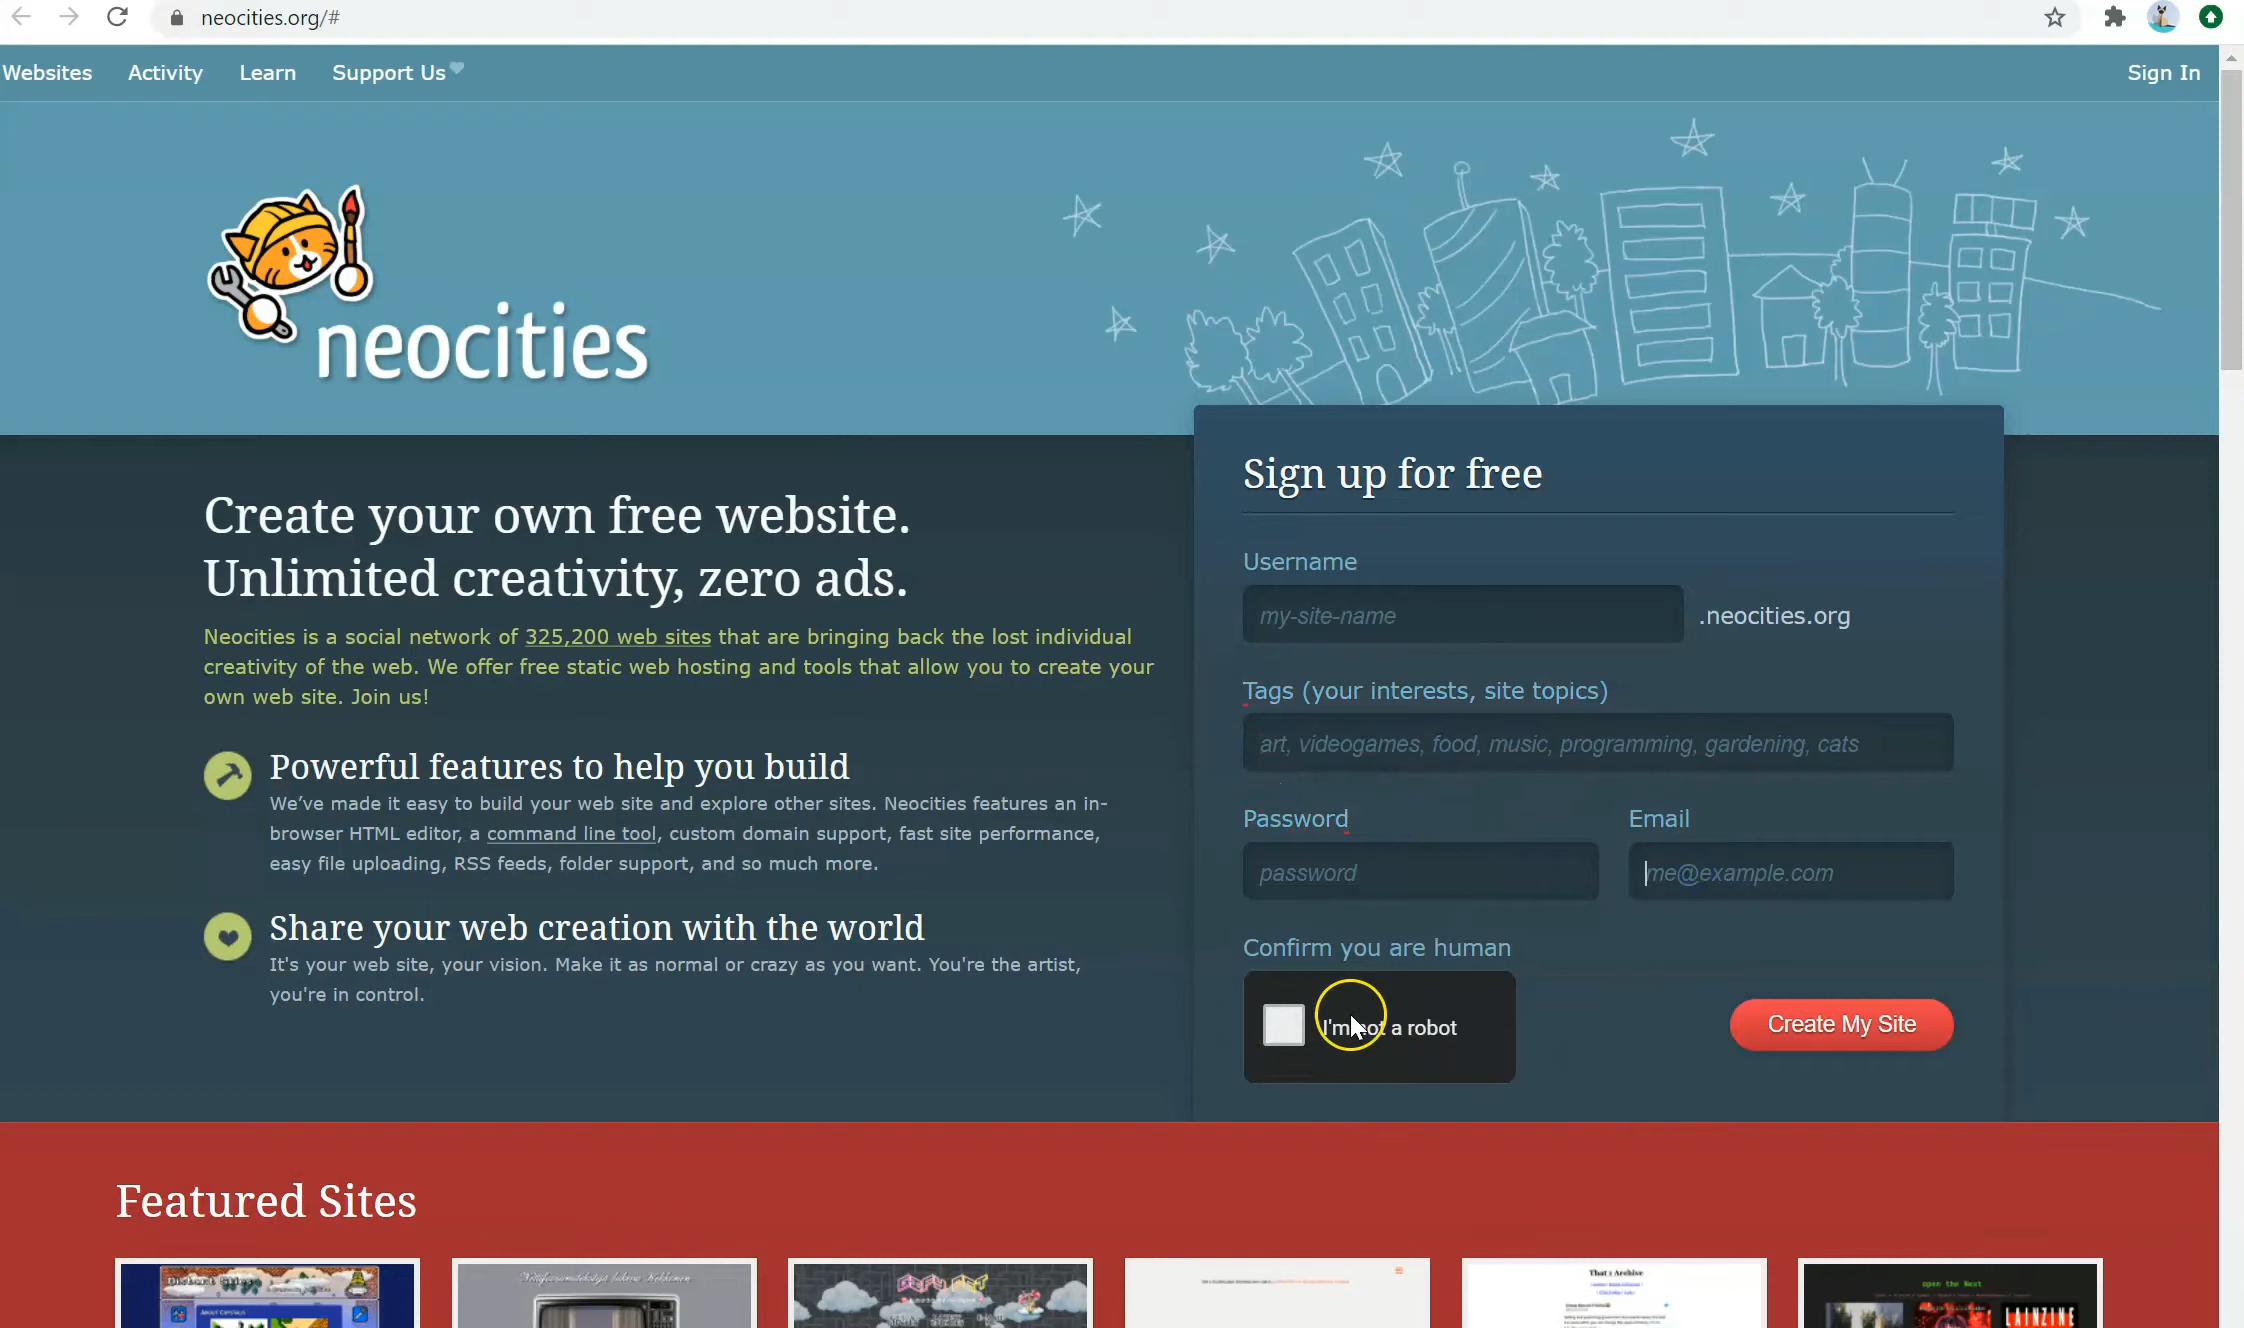 neocities.org/#
Websites Activity Learn Support Us Sign In
neocities
Sign up for free
Create your own free website.
Unlimited creativity, zero ads.
Neocities is a social network of 325,200 web sites that are bringing back the lost individual
creativity of the web. We offer free static web hosting and tools that allow you to create your
own web site. Join us!
Powerful features to help you build
We've made it easy to build your web site and explore other sites. Neocities features an in-
browser HTML editor, a command line tool, custom domain support, fast site performance,
easy file uploading, RSS feeds, folder support, and so much more.
Share your web creation with the world
It's your web site, your vision. Make it as normal or crazy as you want. You're the artist,
you're in control.
Username
my-site-name .neocities.org
Tags (your interests, site topics)
art, videogames, food, music, programming, gardening, cats
Password Email
password me@example.com
Confirm you are human
I'm not a robot
Create My Site
Featured Sites
That 1 Archive
open the Next
LAINZINE